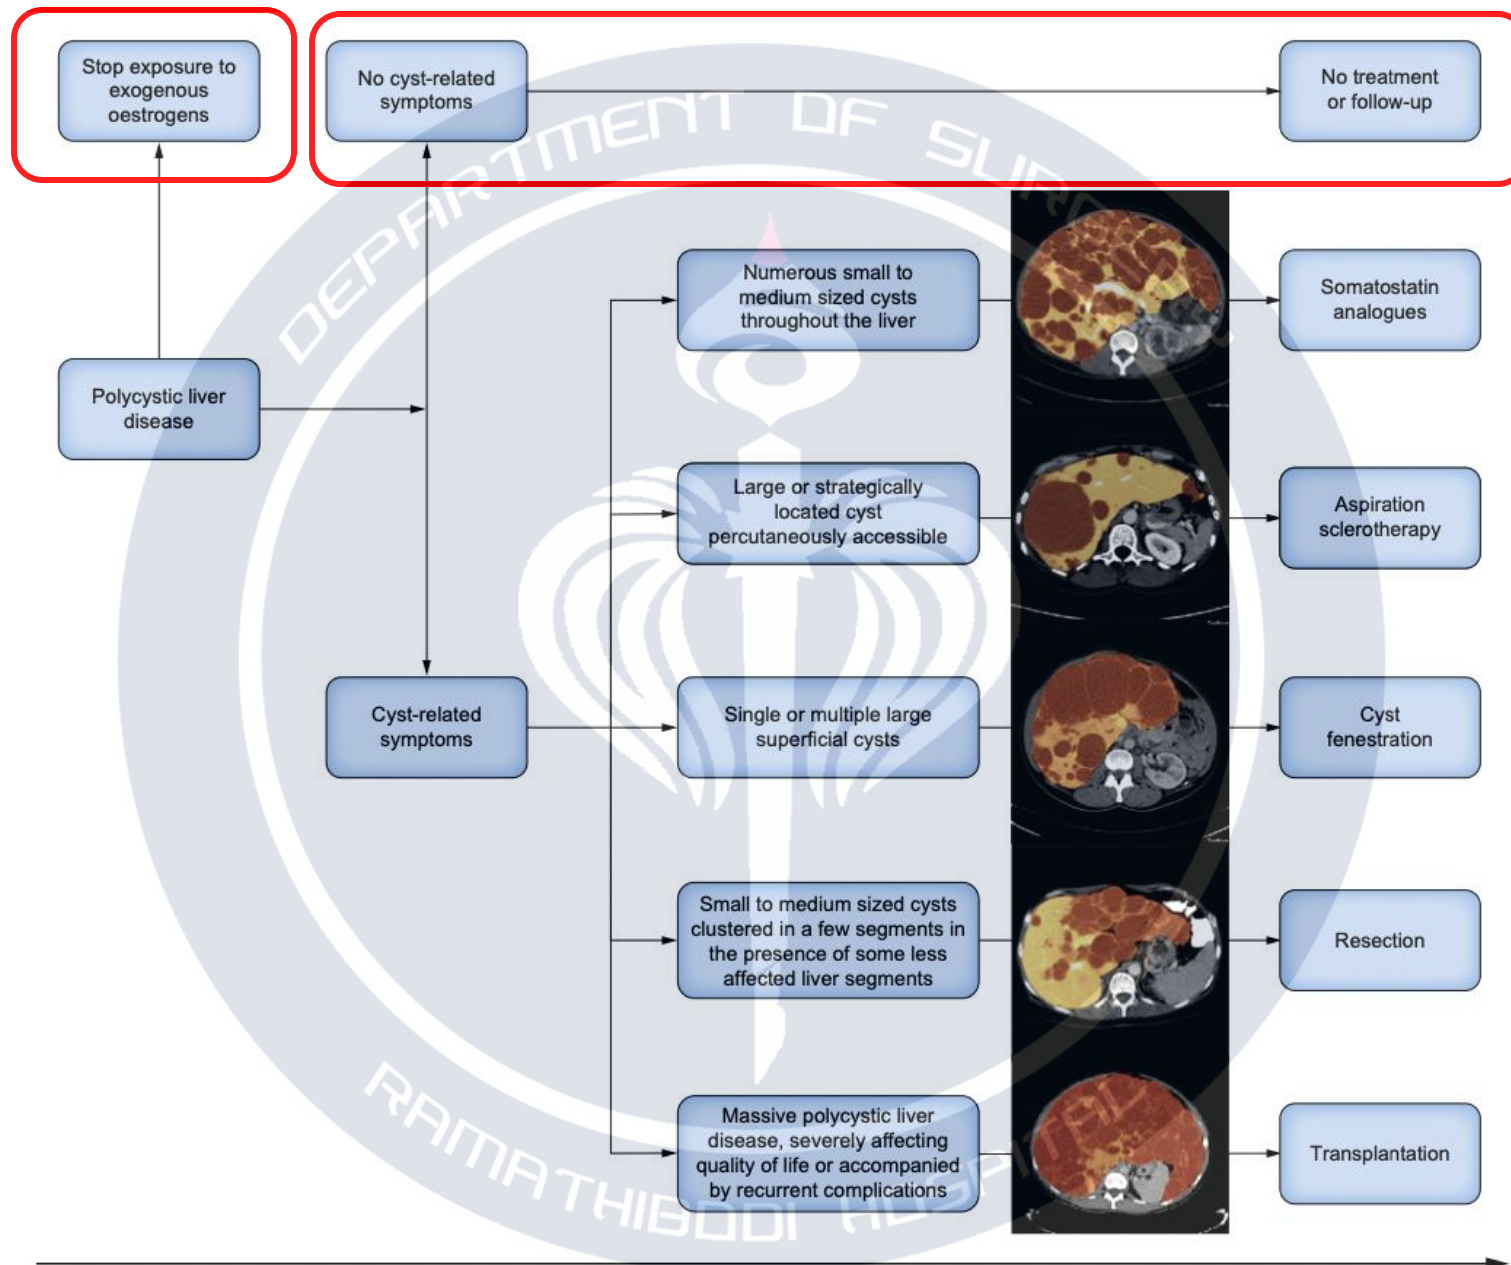 Stop exposure to
exogenous
oestrogens
No cyst-related
symptoms
No treatment
or follow-up
Numerous small to
medium sized cysts
throughout the liver
Somatostatin
analogues
Polycystic liver
disease
Large or strategically
located cyst
percutaneously accessible
Aspiration
sclerotherapy
Cyst-related
symptoms
Single or multiple large
superficial cysts
Cyst
fenestration
Small to medium sized cysts
clustered in a few segments in
the presence of some less
affected liver segments
Resection
Massive polycystic liver
disease, severely affecting
quality of life or accompanied
by recurrent complications
Transplantation
DEPARTMENT OF SURGERY
RAMATHIBODI HOSPITAL